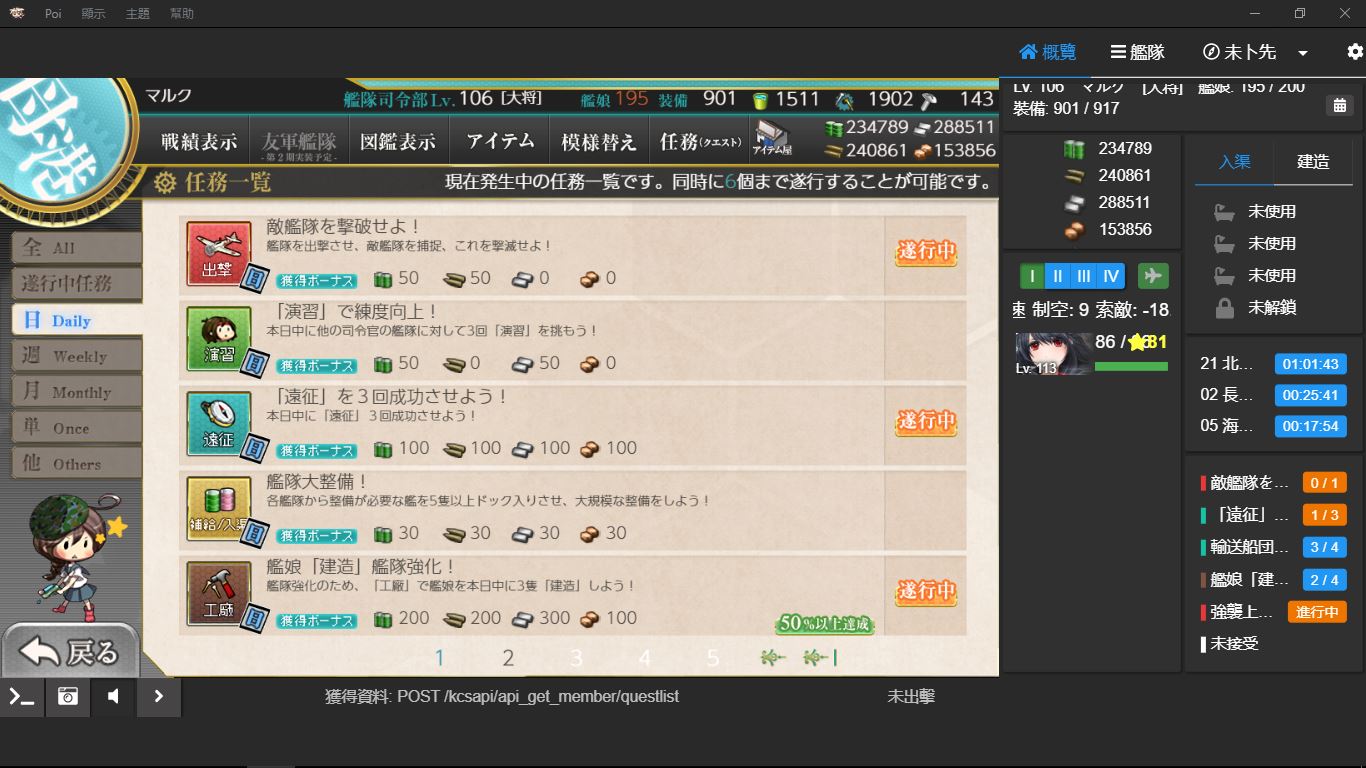 Poi 顯示 主題 幫助
概覽 艦隊 未卜先
母港
マルク 艦隊司令部Lv.106 [大将] 艦娘 195 装備 901 1511 1902 143
戦績表示 友軍艦隊 図鑑表示 アイテム 模様替え 任務(クエスト) アイテム屋
-第2期実装予定-
234789 288511
240861 153856
任務一覧 現在発生中の任務一覧です。同時に6個まで遂行することが可能です。
全 All
遂行中任務
日 Daily
週 Weekly
月 Monthly
単 Once
他 Others
戻る
出撃 日
敵艦隊を撃破せよ！
艦隊を出撃させ、敵艦隊を捕捉、これを撃滅せよ！
獲得ボーナス 50 50 0 0
遂行中
演習 日
「演習」で練度向上！
本日中に他の司令官の艦隊に対して3回「演習」を挑もう！
獲得ボーナス 50 0 50 0
遠征 日
「遠征」を３回成功させよう！
本日中に「遠征」３回成功させよう！
獲得ボーナス 100 100 100 100
遂行中
補給/入渠 日
艦隊大整備！
各艦隊から整備が必要な艦を5隻以上ドック入りさせ、大規模な整備をしよう！
獲得ボーナス 30 30 30 30
工廠 日
艦娘「建造」艦隊強化！
艦隊強化のため、「工廠」で艦娘を本日中に3隻「建造」しよう！
獲得ボーナス 200 200 300 100
50%以上達成
遂行中
1 2 3 4 5
獲得資料: POST /kcsapi/api_get_member/questlist 未出擊
Lv. 106 マルク [大将] 艦娘: 195 / 200
装備: 901 / 917
234789
240861
288511
153856
I II III IV
速 制空: 9 索敵: -18
Lv. 113
86 /
入渠 建造
未使用
未使用
未使用
未解鎖
21 北... 01:01:43
02 長... 00:25:41
05 海... 00:17:54
敵艦隊を... 0 / 1
「遠征」... 1 / 3
輸送船団... 3 / 4
艦娘「建... 2 / 4
強襲上... 進行中
未接受